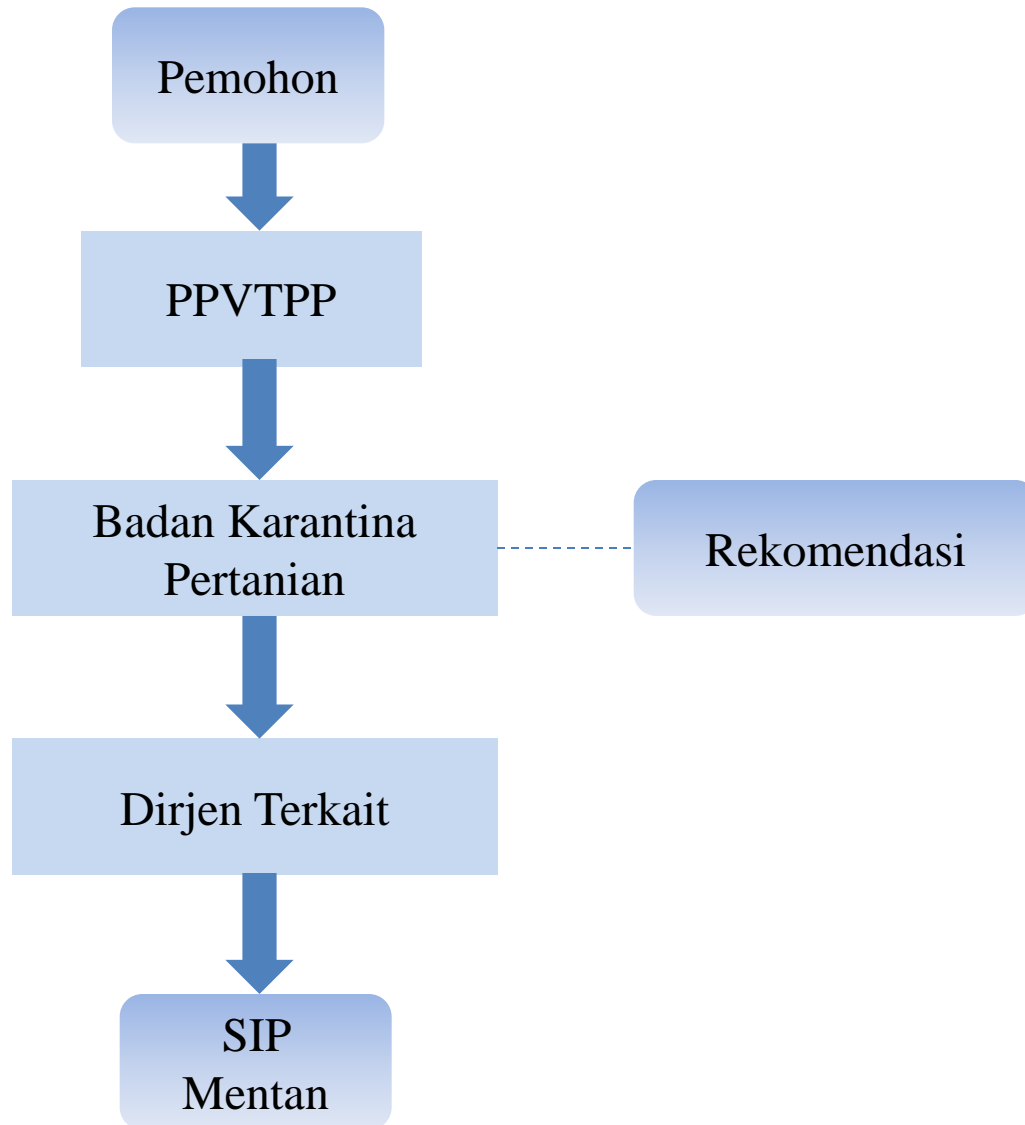 Pemohon
PPVTPP
Badan Karantina
Pertanian
Rekomendasi
Dirjen Terkait
SIP
Mentan